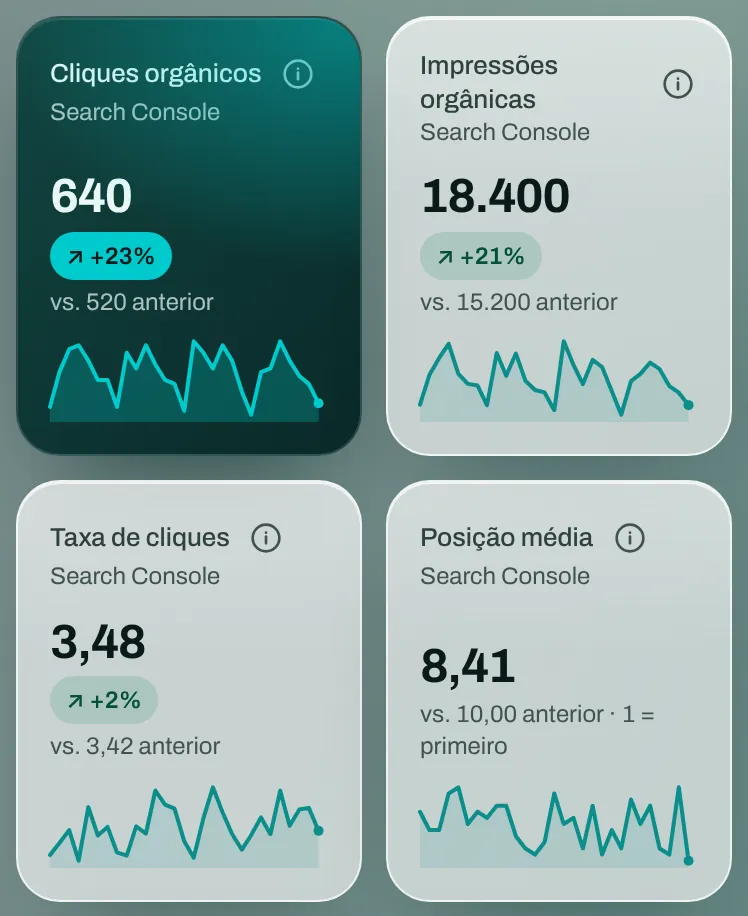 Cliques orgânicos
Search Console
640
+23%
vs. 520 anterior
Impressões
orgânicas
Search Console
18.400
+21%
vs. 15.200 anterior
Taxa de cliques
Search Console
3,48
+2%
vs. 3,42 anterior
Posição média
Search Console
8,41
vs. 10,00 anterior · 1 =
primeiro